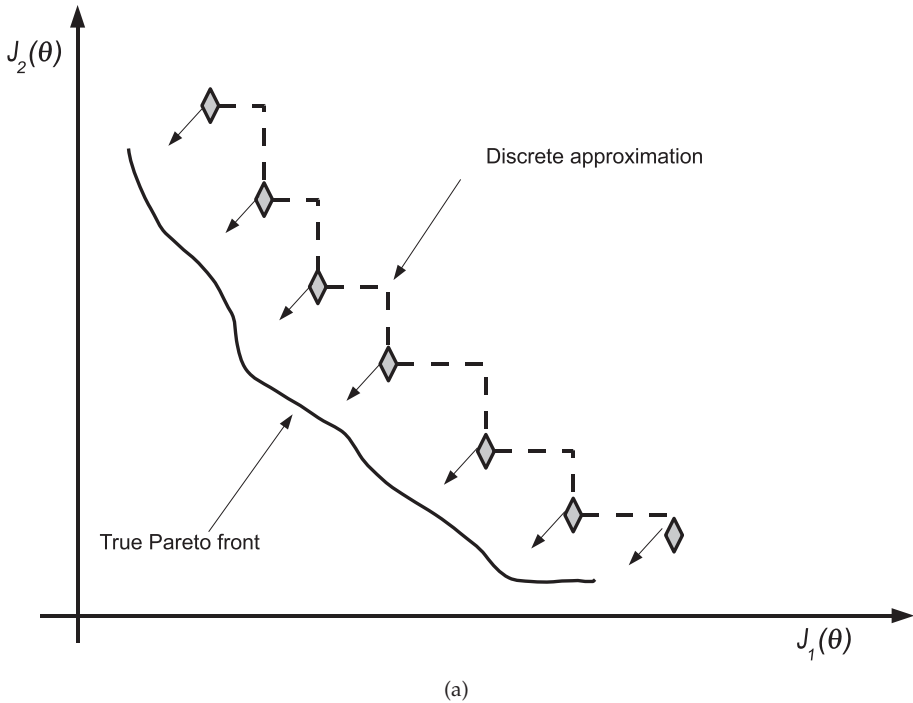 J₂(θ)
Discrete approximation
True Pareto front
J₁(θ)
(a)